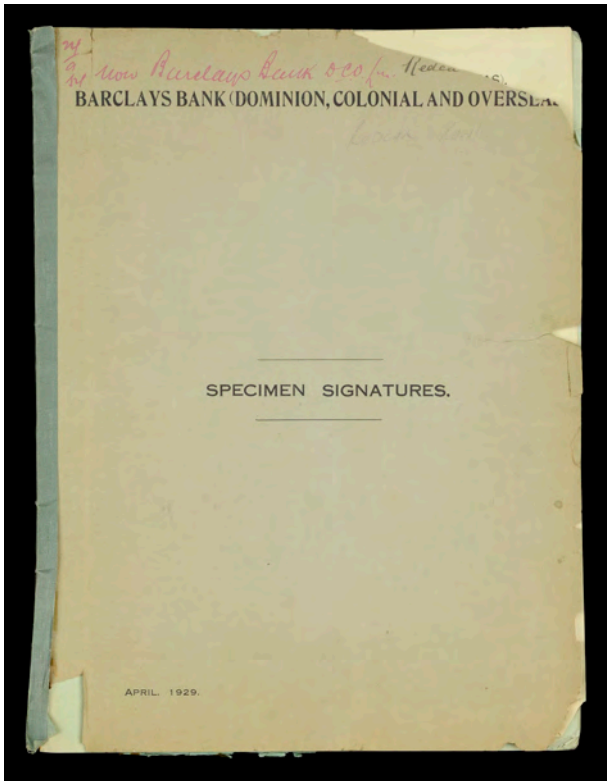 now Barclays Bank DCO
BARCLAYS BANK (DOMINION, COLONIAL AND OVERSEA
SPECIMEN SIGNATURES.
APRIL. 1929.